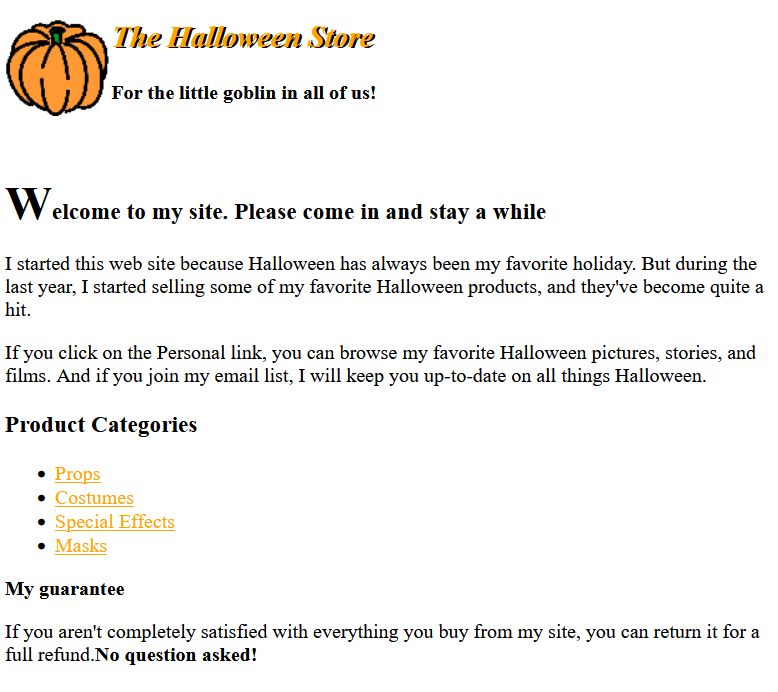 The Halloween Store
For the little goblin in all of us!
Welcome to my site. Please come in and stay a while
I started this web site because Halloween has always been my favorite holiday. But during the
last year, I started selling some of my favorite Halloween products, and they've become quite a
hit.
If you click on the Personal link, you can browse my favorite Halloween pictures, stories, and
films. And if you join my email list, I will keep you up-to-date on all things Halloween.
Product Categories
Props
Costumes
Special Effects
Masks
My guarantee
If you aren't completely satisfied with everything you buy from my site, you can return it for a
full refund.No question asked!